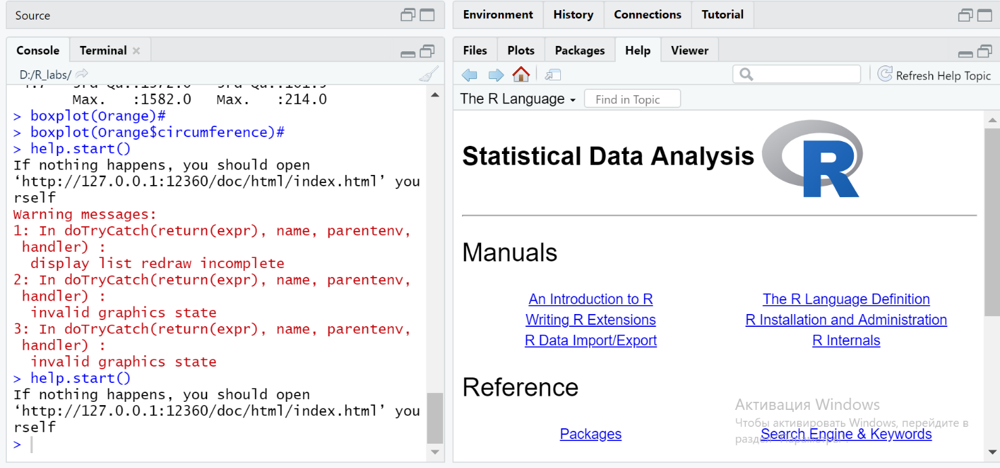 Source
Environment History Connections Tutorial
Console Terminal
D:/R_labs/
Max. :1582.0 Max. :214.0
> boxplot(Orange)#
> boxplot(Orange$circumference)#
> help.start()
If nothing happens, you should open
‘http://127.0.0.1:12360/doc/html/index.html’ you
rself
Warning messages:
1: In doTryCatch(return(expr), name, parentenv,
handler) :
display list redraw incomplete
2: In doTryCatch(return(expr), name, parentenv,
handler) :
invalid graphics state
3: In doTryCatch(return(expr), name, parentenv,
handler) :
invalid graphics state
> help.start()
If nothing happens, you should open
‘http://127.0.0.1:12360/doc/html/index.html’ you
rself
>
Files Plots Packages Help Viewer
Refresh Help Topic
The R Language Find in Topic
Statistical Data Analysis R
Manuals
An Introduction to R The R Language Definition
Writing R Extensions R Installation and Administration
R Data Import/Export R Internals
Reference
Активация Windows
Чтобы активировать Windows, перейдите в
раздел "Параметры".
Packages Search Engine & Keywords